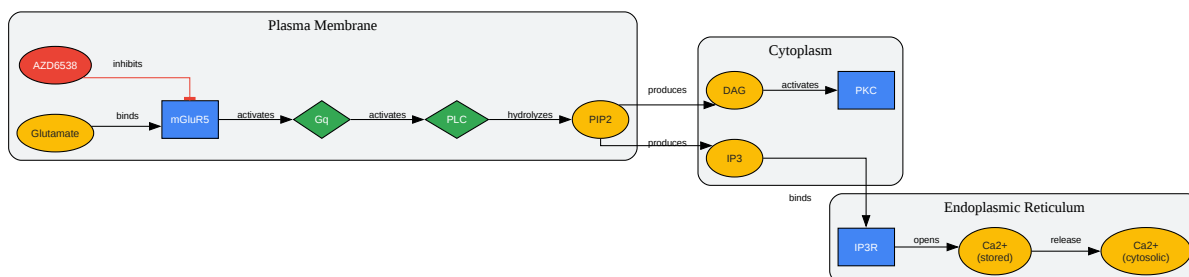 Plasma Membrane
AZD6538
inhibits
Glutamate
binds
mGluR5
activates
Gq
activates
PLC
hydrolyzes
PIP2
produces
produces
Cytoplasm
DAG
activates
PKC
IP3
binds
Endoplasmic Reticulum
IP3R
opens
Ca2+
(stored)
release
Ca2+
(cytosolic)